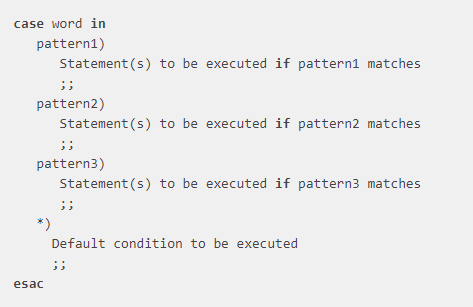 case word in
   pattern1)
      Statement(s) to be executed if pattern1 matches
      ;;
   pattern2)
      Statement(s) to be executed if pattern2 matches
      ;;
   pattern3)
      Statement(s) to be executed if pattern3 matches
      ;;
   *)
     Default condition to be executed
     ;;
esac